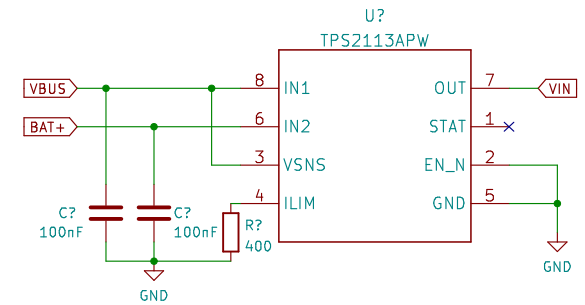 U?
TPS2113APW
VBUS 8 IN1 OUT 7 VIN
BAT+ 6 IN2 STAT 1
3 VSNS EN_N 2
4 ILIM GND 5
C? C? R?
100nF 100nF 400
GND
GND